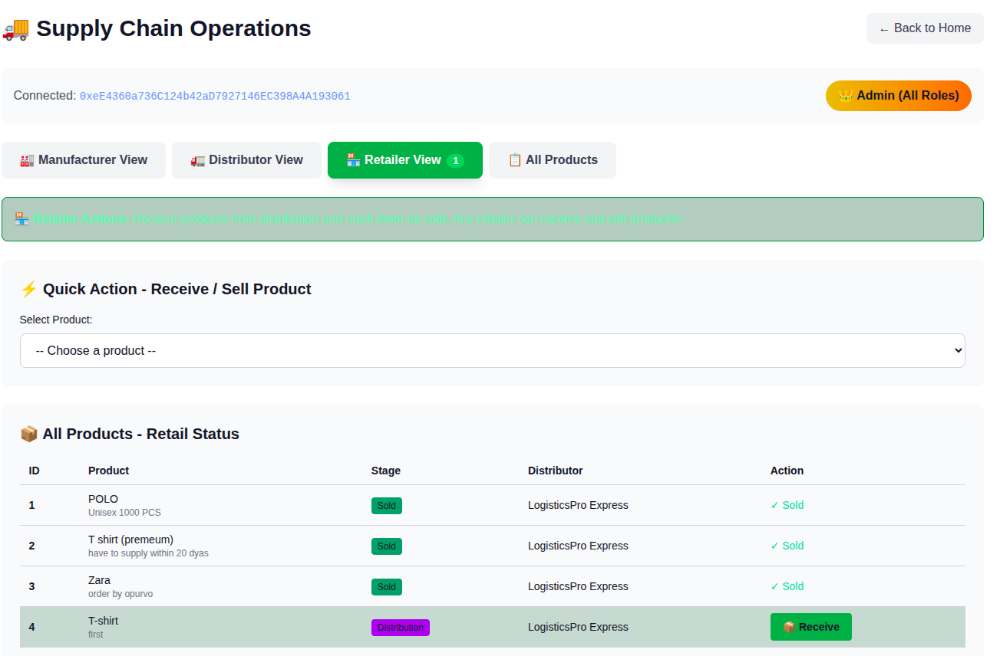 🚚 Supply Chain Operations
← Back to Home
Connected: 0xeE4360a736C124b42aD7927146EC398A4A193061
👑 Admin (All Roles)
🏭 Manufacturer View
🚛 Distributor View
🏪 Retailer View 1
📋 All Products
🏪 Retailer Actions: Receive products from distribution and mark them as sold. Any retailer can receive and sell products!
⚡ Quick Action - Receive / Sell Product
Select Product:
-- Choose a product --
📦 All Products - Retail Status
ID Product Stage Distributor Action
1 POLO Sold LogisticsPro Express ✓ Sold
Unisex 1000 PCS
2 T shirt (premeum) Sold LogisticsPro Express ✓ Sold
have to supply within 20 dyas
3 Zara Sold LogisticsPro Express ✓ Sold
order by opurvo
4 T-shirt Distribution LogisticsPro Express 📦 Receive
first